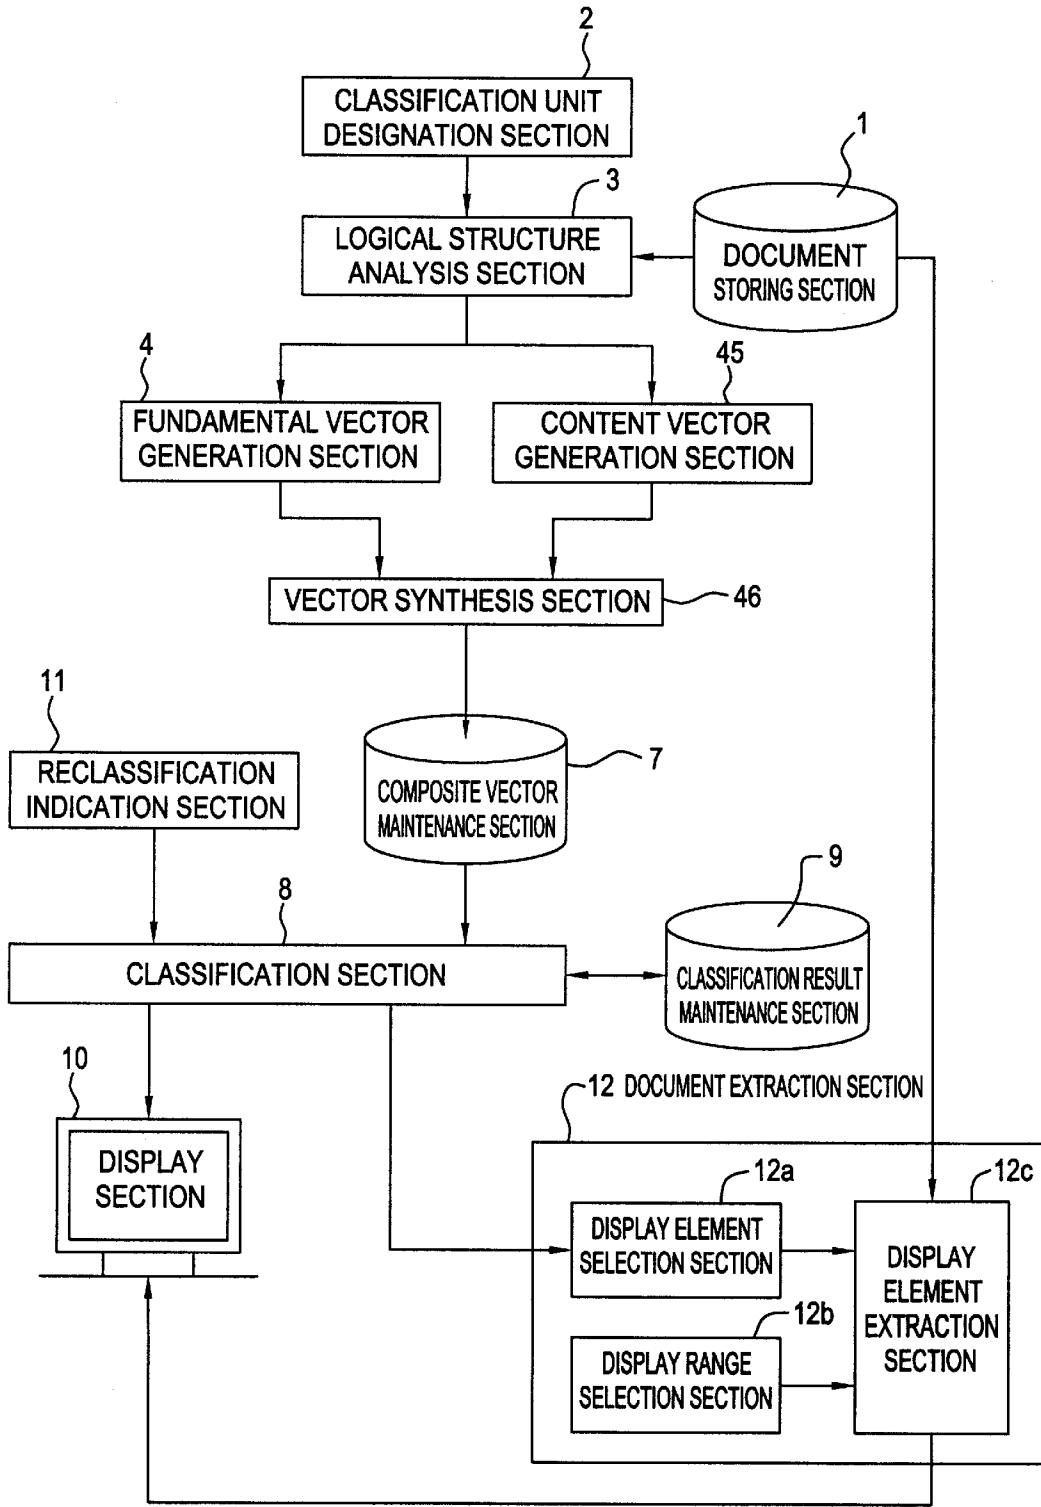 2
CLASSIFICATION UNIT
DESIGNATION SECTION
1
3
LOGICAL STRUCTURE
ANALYSIS SECTION
DOCUMENT
STORING SECTION
4
45
FUNDAMENTAL VECTOR
GENERATION SECTION
CONTENT VECTOR
GENERATION SECTION
VECTOR SYNTHESIS SECTION
46
11
RECLASSIFICATION
INDICATION SECTION
7
COMPOSITE VECTOR
MAINTENANCE SECTION
8
9
CLASSIFICATION SECTION
CLASSIFICATION RESULT
MAINTENANCE SECTION
10
12 DOCUMENT EXTRACTION SECTION
DISPLAY
SECTION
12a
12c
DISPLAY ELEMENT
SELECTION SECTION
DISPLAY
ELEMENT
EXTRACTION
SECTION
12b
DISPLAY RANGE
SELECTION SECTION